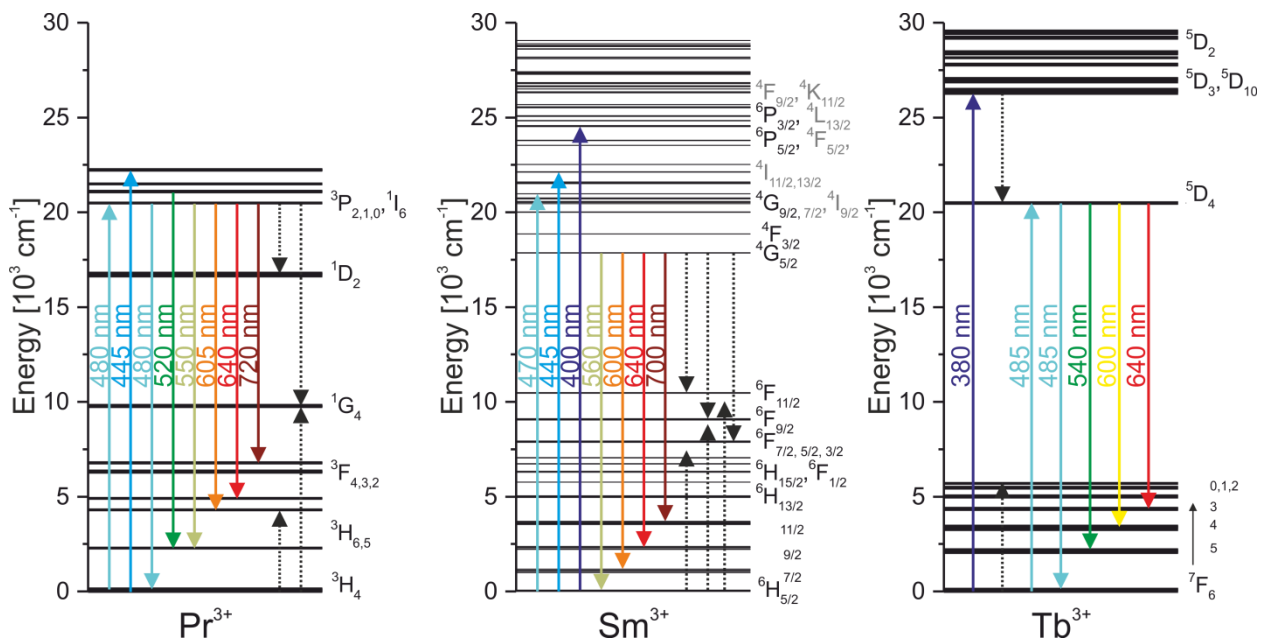 Energy [10³ cm⁻¹]
30
25
20
15
10
5
0
³P₂,₁,₀, ¹I₆
¹D₂
¹G₄
³F₄,₃,₂
³H₆,₅
³H₄
480 nm
445 nm
480 nm
520 nm
550 nm
605 nm
640 nm
720 nm
Pr³⁺
Energy [10³ cm⁻¹]
30
25
20
15
10
5
0
⁴F9/2, ⁴K11/2
⁶P3/2, ⁴L13/2
⁶P5/2, ⁴F5/2,
⁴I11/2,13/2
⁴G9/2, 7/2, ⁴I9/2
⁴F3/2
⁴G5/2
⁶F11/2
⁶F9/2
⁶F7/2, 5/2, 3/2
⁶H15/2, ⁶F1/2
⁶H13/2
11/2
9/2
7/2
⁶H5/2
470 nm
445 nm
400 nm
560 nm
600 nm
640 nm
700 nm
Sm³⁺
Energy [10³ cm⁻¹]
30
25
20
15
10
5
0
⁵D₂
⁵D₃, ⁵D₁₀
⁵D₄
0,1,2
3
4
5
⁷F₆
380 nm
485 nm
485 nm
540 nm
600 nm
640 nm
Tb³⁺